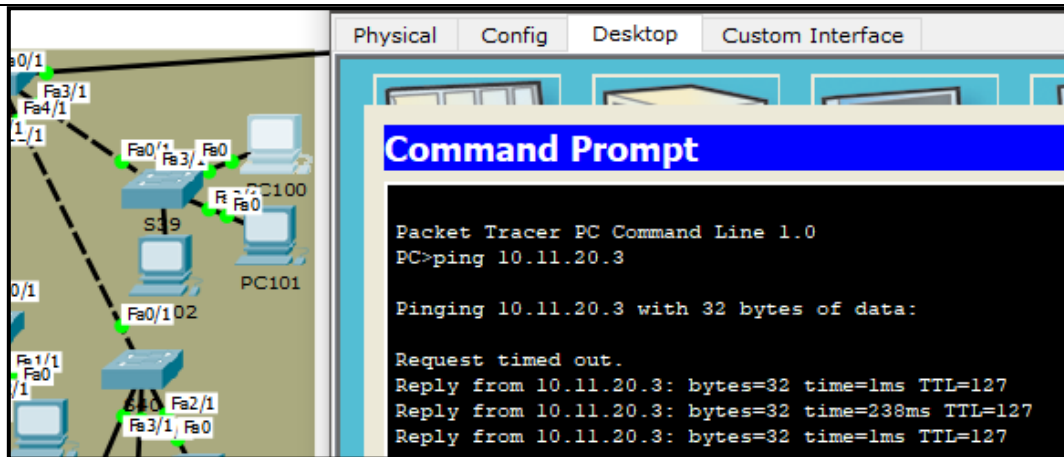 Physical Config Desktop Custom Interface
Command Prompt
Packet Tracer PC Command Line 1.0
PC>ping 10.11.20.3
Pinging 10.11.20.3 with 32 bytes of data:
Request timed out.
Reply from 10.11.20.3: bytes=32 time=1ms TTL=127
Reply from 10.11.20.3: bytes=32 time=238ms TTL=127
Reply from 10.11.20.3: bytes=32 time=1ms TTL=127
Fa3/1
Fa4/1
Fa0
PC100
Fa0
S39
PC101
Fa0/1
Fa1/1
Fa0
Fa2/1
Fa3/1
Fa0